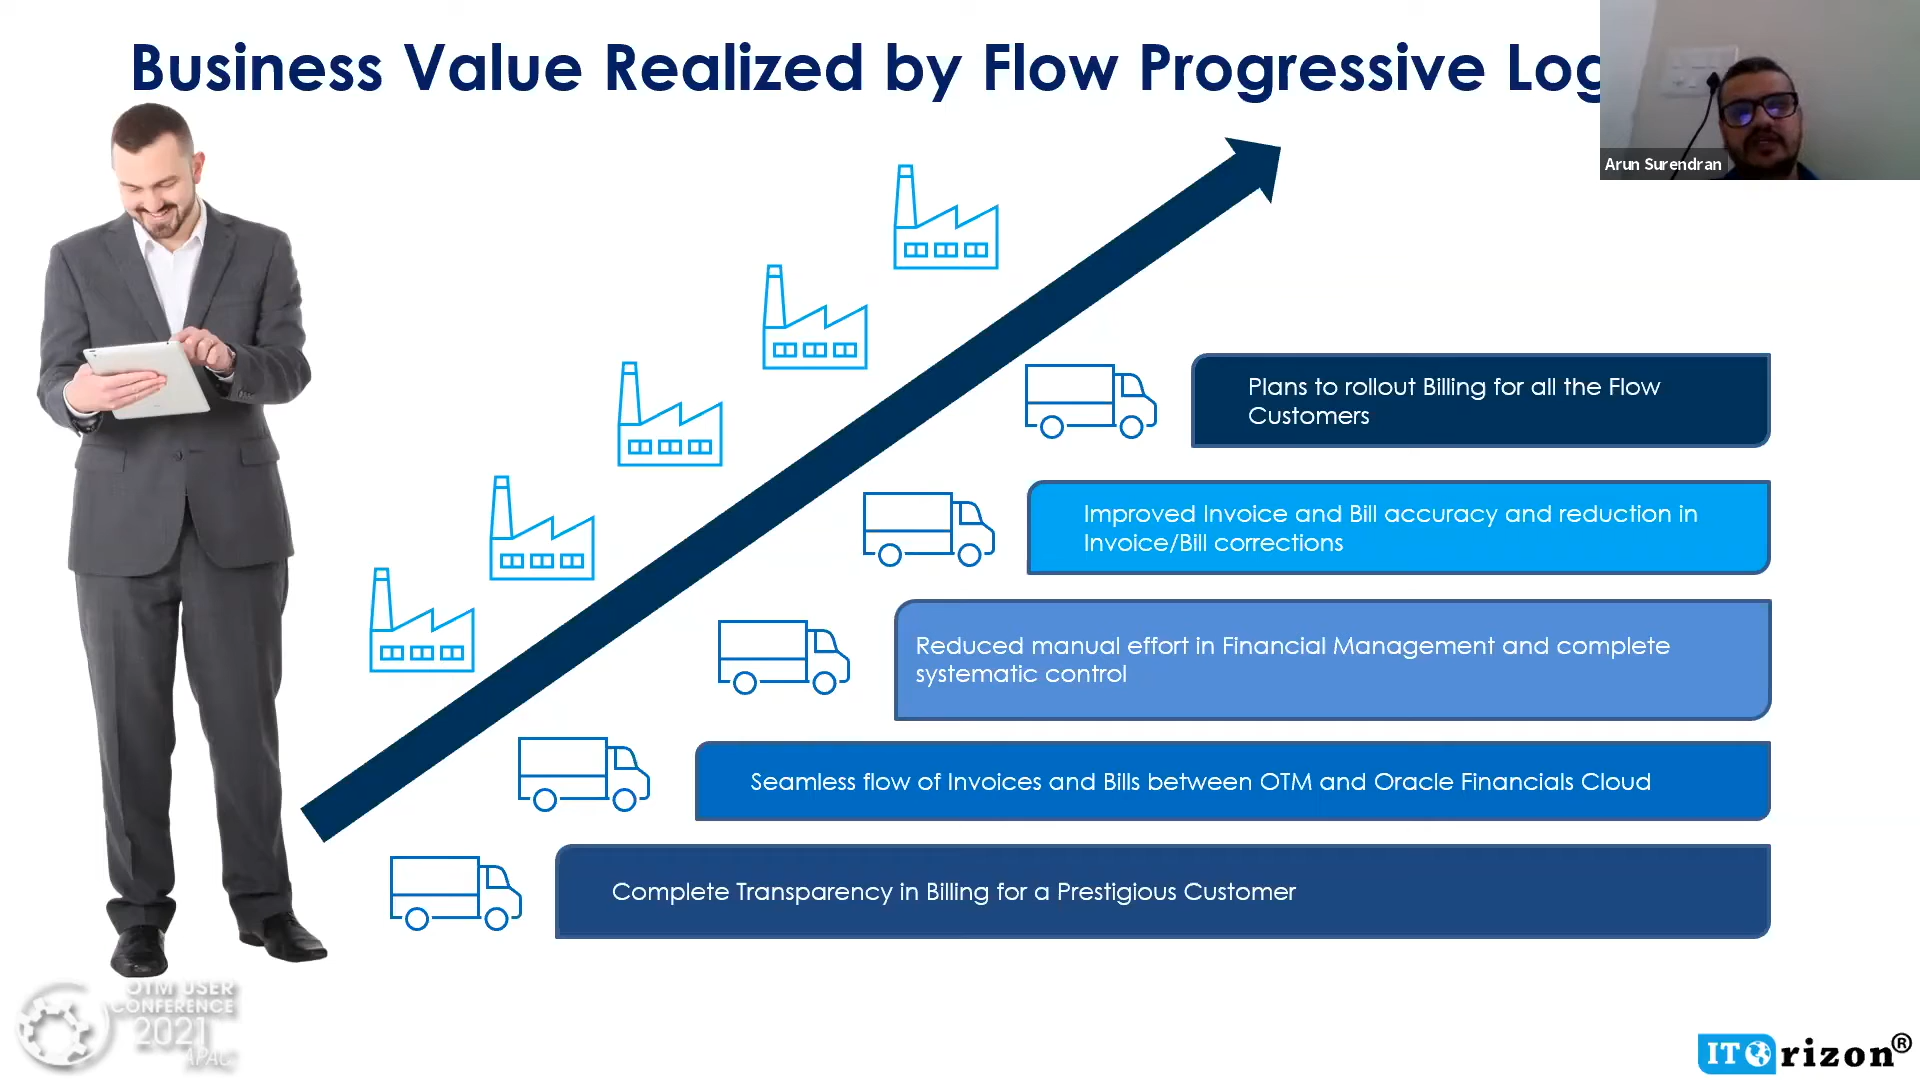 Business Value Realized by Flow Progressive Log
Arun Surendran
Plans to rollout Billing for all the Flow
Customers
Improved Invoice and Bill accuracy and reduction in
Invoice/Bill corrections
Reduced manual effort in Financial Management and complete
systematic control
Seamless flow of Invoices and Bills between OTM and Oracle Financials Cloud
Complete Transparency in Billing for a Prestigious Customer
OTM USER
CONFERENCE
2021
APAC
ITOrizon®